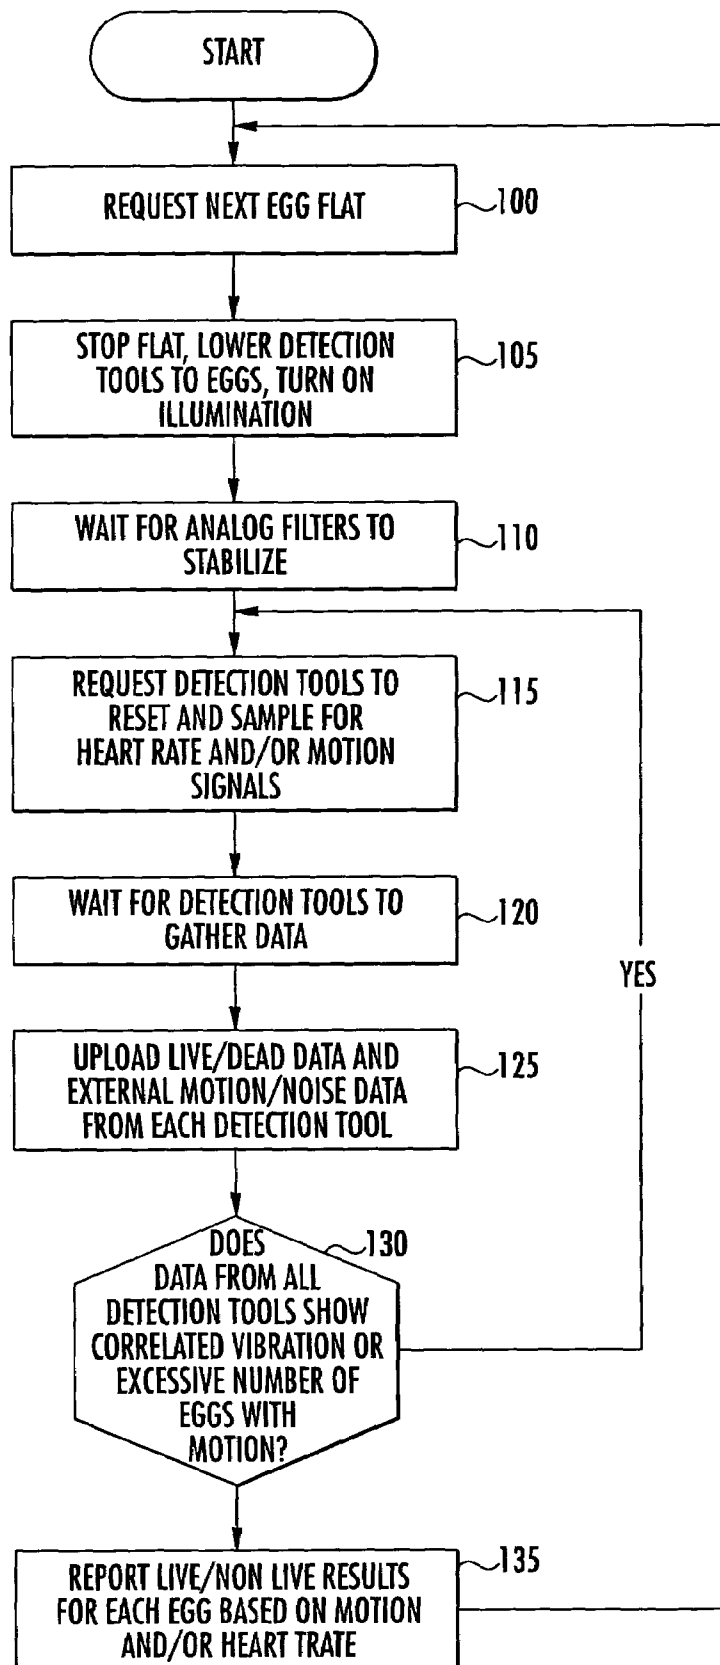 START
REQUEST NEXT EGG FLAT
100
STOP FLAT, LOWER DETECTION
TOOLS TO EGGS, TURN ON
ILLUMINATION
105
WAIT FOR ANALOG FILTERS TO
STABILIZE
110
REQUEST DETECTION TOOLS TO
RESET AND SAMPLE FOR
HEART RATE AND/OR MOTION
SIGNALS
115
WAIT FOR DETECTION TOOLS TO
GATHER DATA
120
YES
UPLOAD LIVE/DEAD DATA AND
EXTERNAL MOTION/NOISE DATA
FROM EACH DETECTION TOOL
125
DOES
DATA FROM ALL
DETECTION TOOLS SHOW
CORRELATED VIBRATION OR
EXCESSIVE NUMBER OF
EGGS WITH
MOTION?
130
REPORT LIVE/NON LIVE RESULTS
FOR EACH EGG BASED ON MOTION
AND/OR HEART TRATE
135